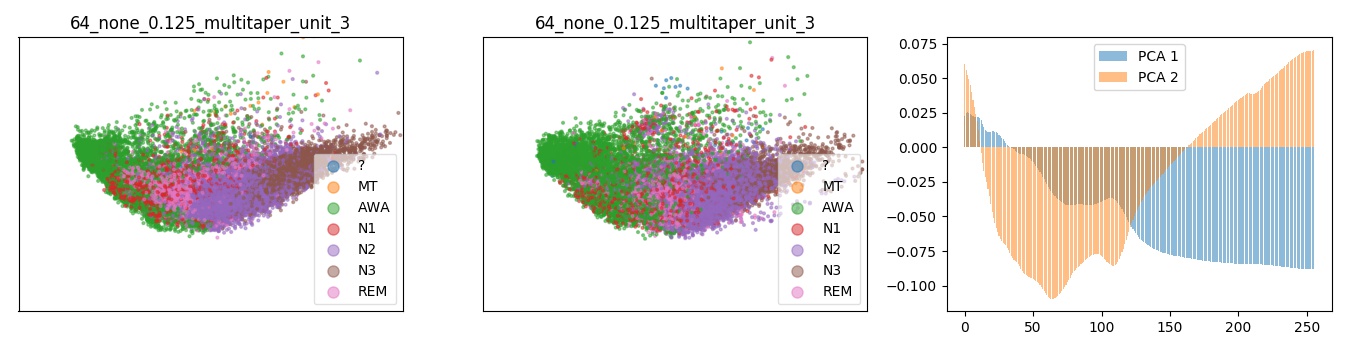 64_none_0.125_multitaper_unit_3
?
MT
AWA
N1
N2
N3
REM
64_none_0.125_multitaper_unit_3
?
MT
AWA
N1
N2
N3
REM
PCA 1
PCA 2
0.075
0.050
0.025
0.000
−0.025
−0.050
−0.075
−0.100
0 50 100 150 200 250